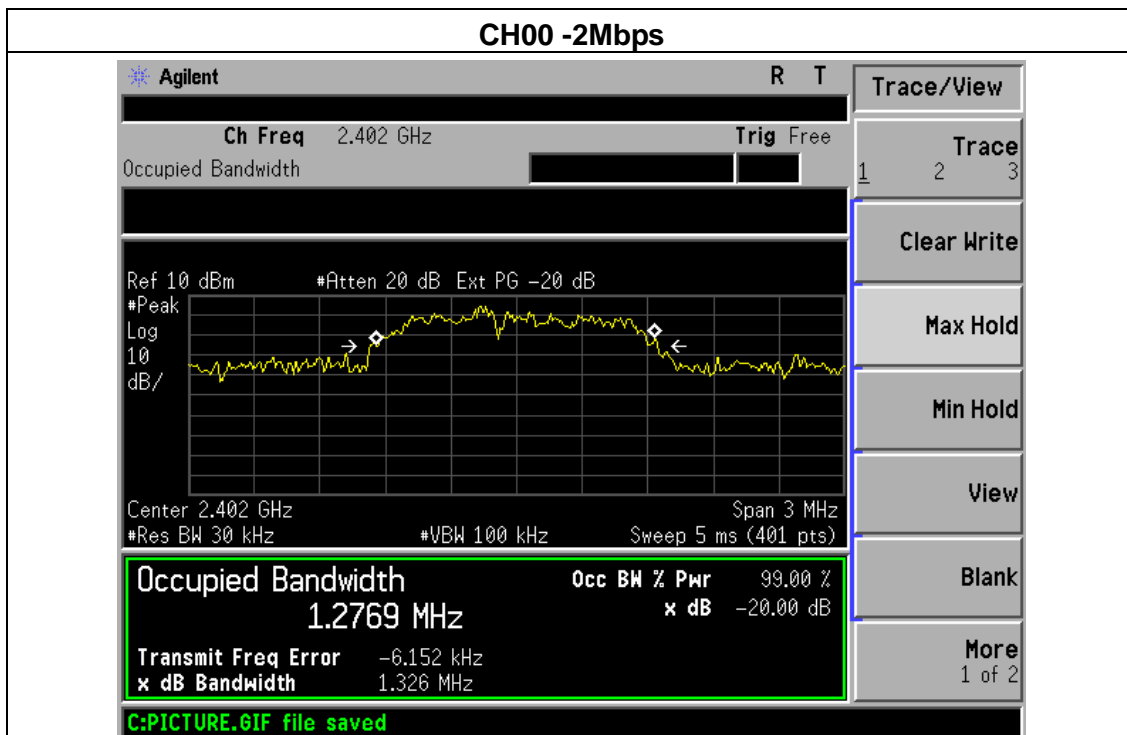 CH00 -2Mbps
Agilent R T
Ch Freq 2.402 GHz Trig Free
Occupied Bandwidth
Ref 10 dBm #Atten 20 dB Ext PG -20 dB
#Peak
Log
10
dB/
Center 2.402 GHz Span 3 MHz
#Res BW 30 kHz #VBW 100 kHz Sweep 5 ms (401 pts)
Occupied Bandwidth Occ BW % Pwr 99.00 %
1.2769 MHz x dB -20.00 dB
Transmit Freq Error -6.152 kHz
x dB Bandwidth 1.326 MHz
C:PICTURE.GIF file saved
Trace/View
Trace
1 2 3
Clear Write
Max Hold
Min Hold
View
Blank
More
1 of 2